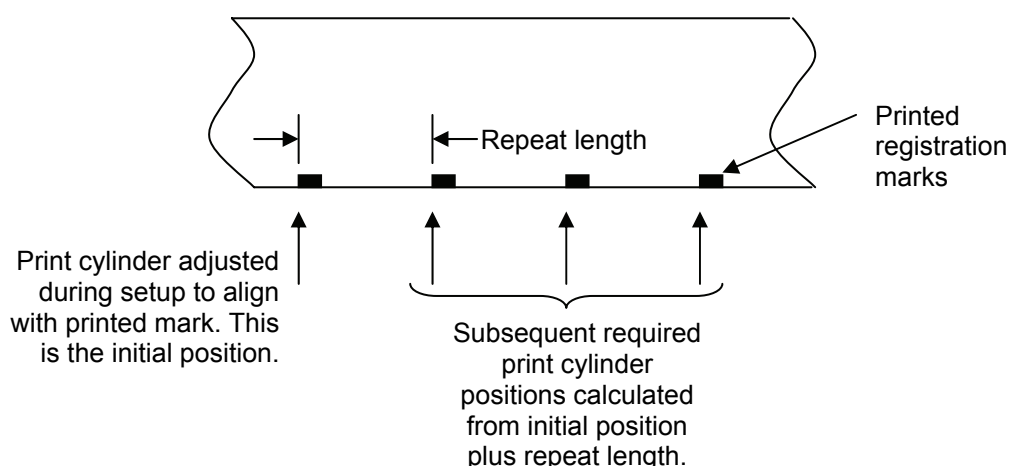 Repeat length
Printed
registration
marks
Print cylinder adjusted
during setup to align
with printed mark. This
is the initial position.
Subsequent required
print cylinder
positions calculated
from initial position
plus repeat length.